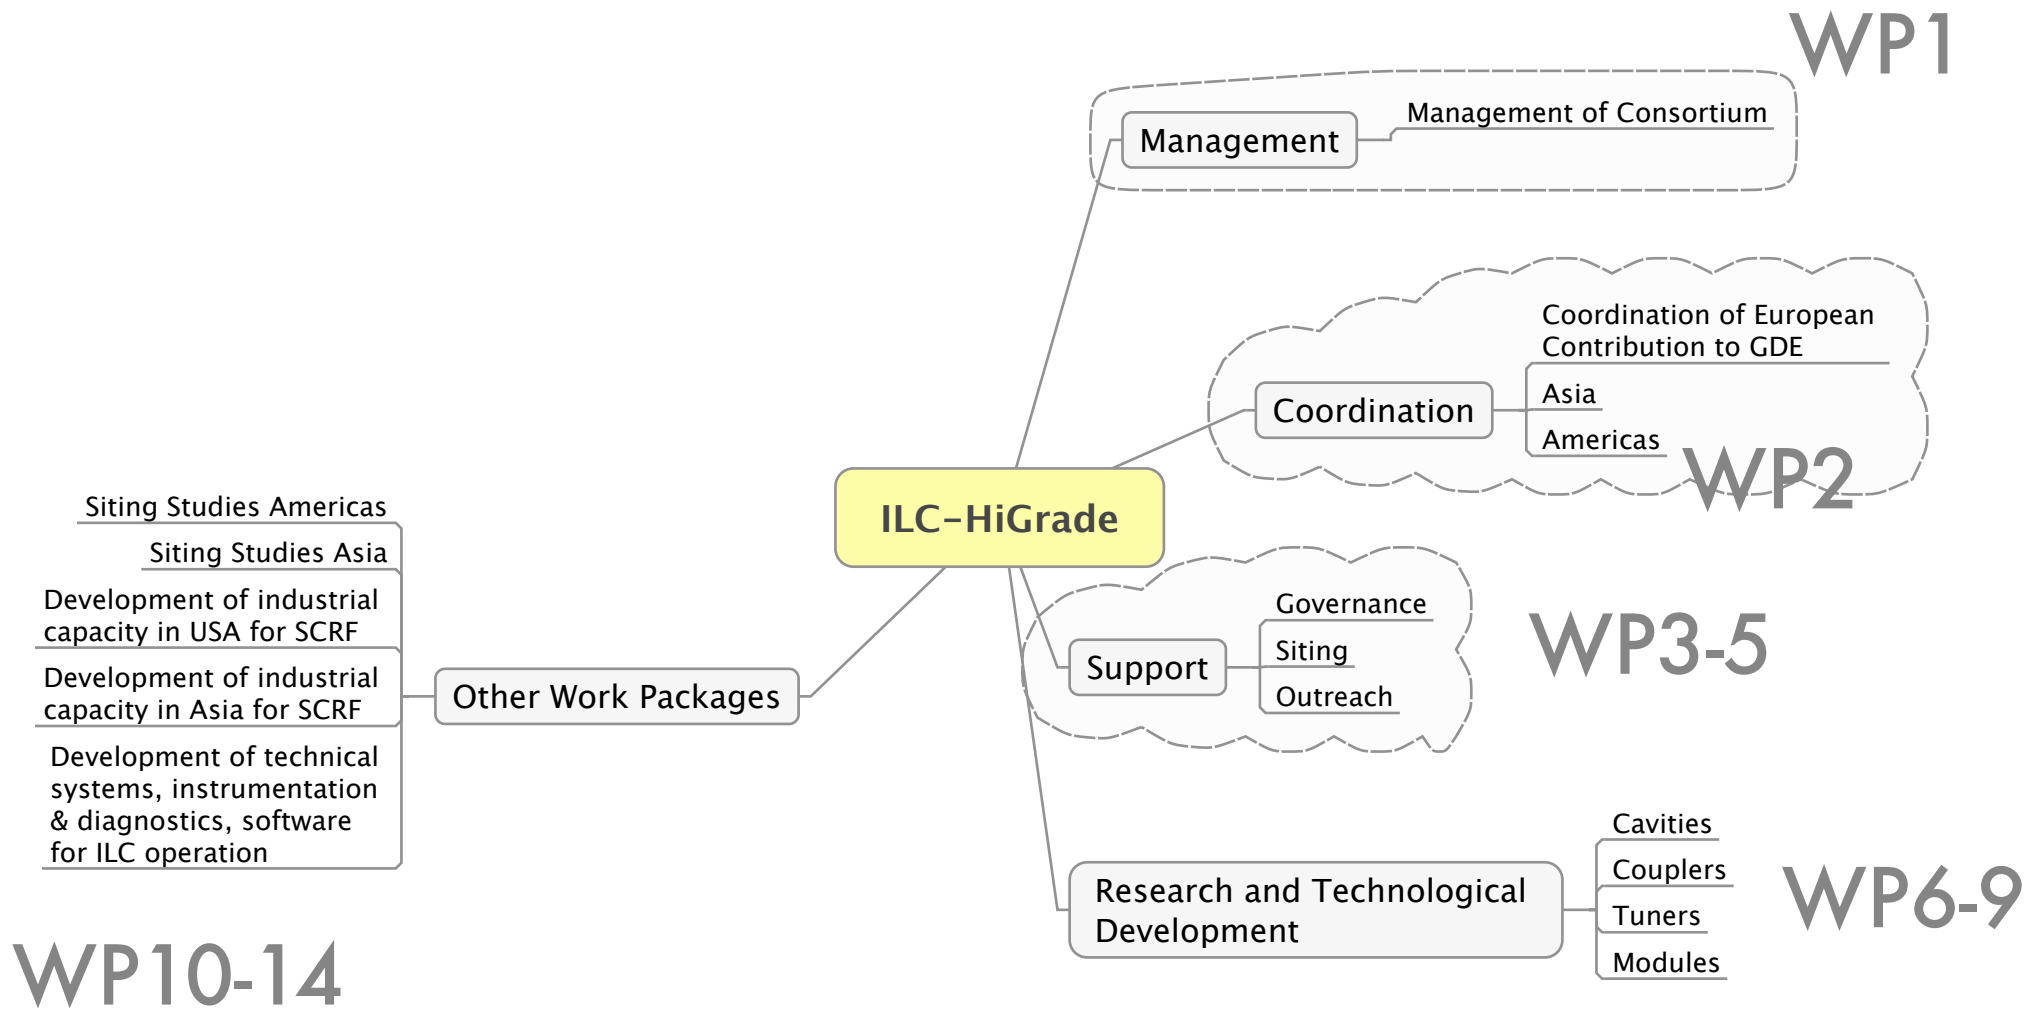 WP1
Management
Management of Consortium
Coordination of European
Contribution to GDE
Coordination
Asia
Americas
WP2
ILC-HiGrade
Siting Studies Americas
Siting Studies Asia
Development of industrial
capacity in USA for SCRF
Development of industrial
capacity in Asia for SCRF
Development of technical
systems, instrumentation
& diagnostics, software
for ILC operation
Other Work Packages
WP10-14
Support
Governance
Siting
Outreach
WP3-5
Research and Technological
Development
Cavities
Couplers
Tuners
Modules
WP6-9